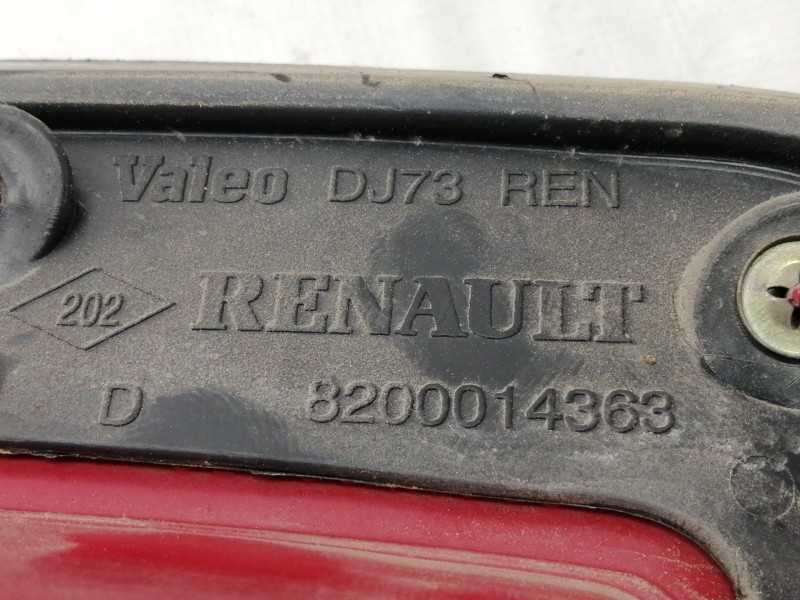 Valeo DJ73 REN
202 RENAULT
D 8200014363